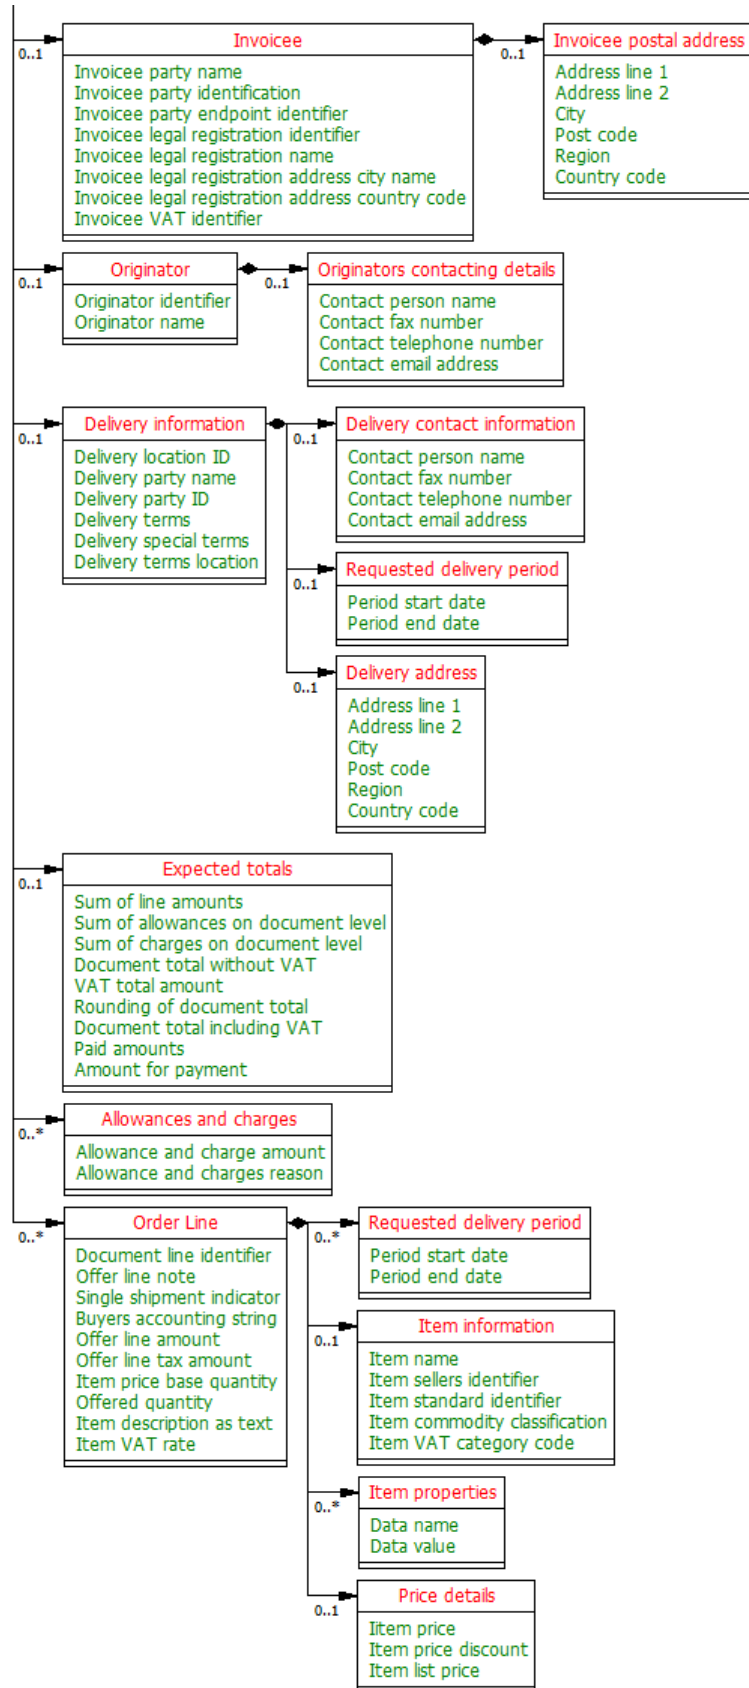 Invoicee
0..1
Invoicee party name
Invoicee party identification
Invoicee party endpoint identifier
Invoicee legal registration identifier
Invoicee legal registration name
Invoicee legal registration address city name
Invoicee legal registration address country code
Invoicee VAT identifier
Invoicee postal address
0..1
Address line 1
Address line 2
City
Post code
Region
Country code
Originator
0..1
Originator identifier
Originator name
Originators contacting details
0..1
Contact person name
Contact fax number
Contact telephone number
Contact email address
Delivery information
0..1
Delivery location ID
Delivery party name
Delivery party ID
Delivery terms
Delivery special terms
Delivery terms location
Delivery contact information
0..1
Contact person name
Contact fax number
Contact telephone number
Contact email address
Requested delivery period
0..1
Period start date
Period end date
Delivery address
0..1
Address line 1
Address line 2
City
Post code
Region
Country code
Expected totals
0..1
Sum of line amounts
Sum of allowances on document level
Sum of charges on document level
Document total without VAT
VAT total amount
Rounding of document total
Document total including VAT
Paid amounts
Amount for payment
Allowances and charges
0..*
Allowance and charge amount
Allowance and charges reason
Order Line
0..*
Document line identifier
Offer line note
Single shipment indicator
Buyers accounting string
Offer line amount
Offer line tax amount
Item price base quantity
Offered quantity
Item description as text
Item VAT rate
Requested delivery period
0..*
Period start date
Period end date
Item information
0..1
Item name
Item sellers identifier
Item standard identifier
Item commodity classification
Item VAT category code
Item properties
0..*
Data name
Data value
Price details
0..1
Iitem price
Item price discount
Item list price